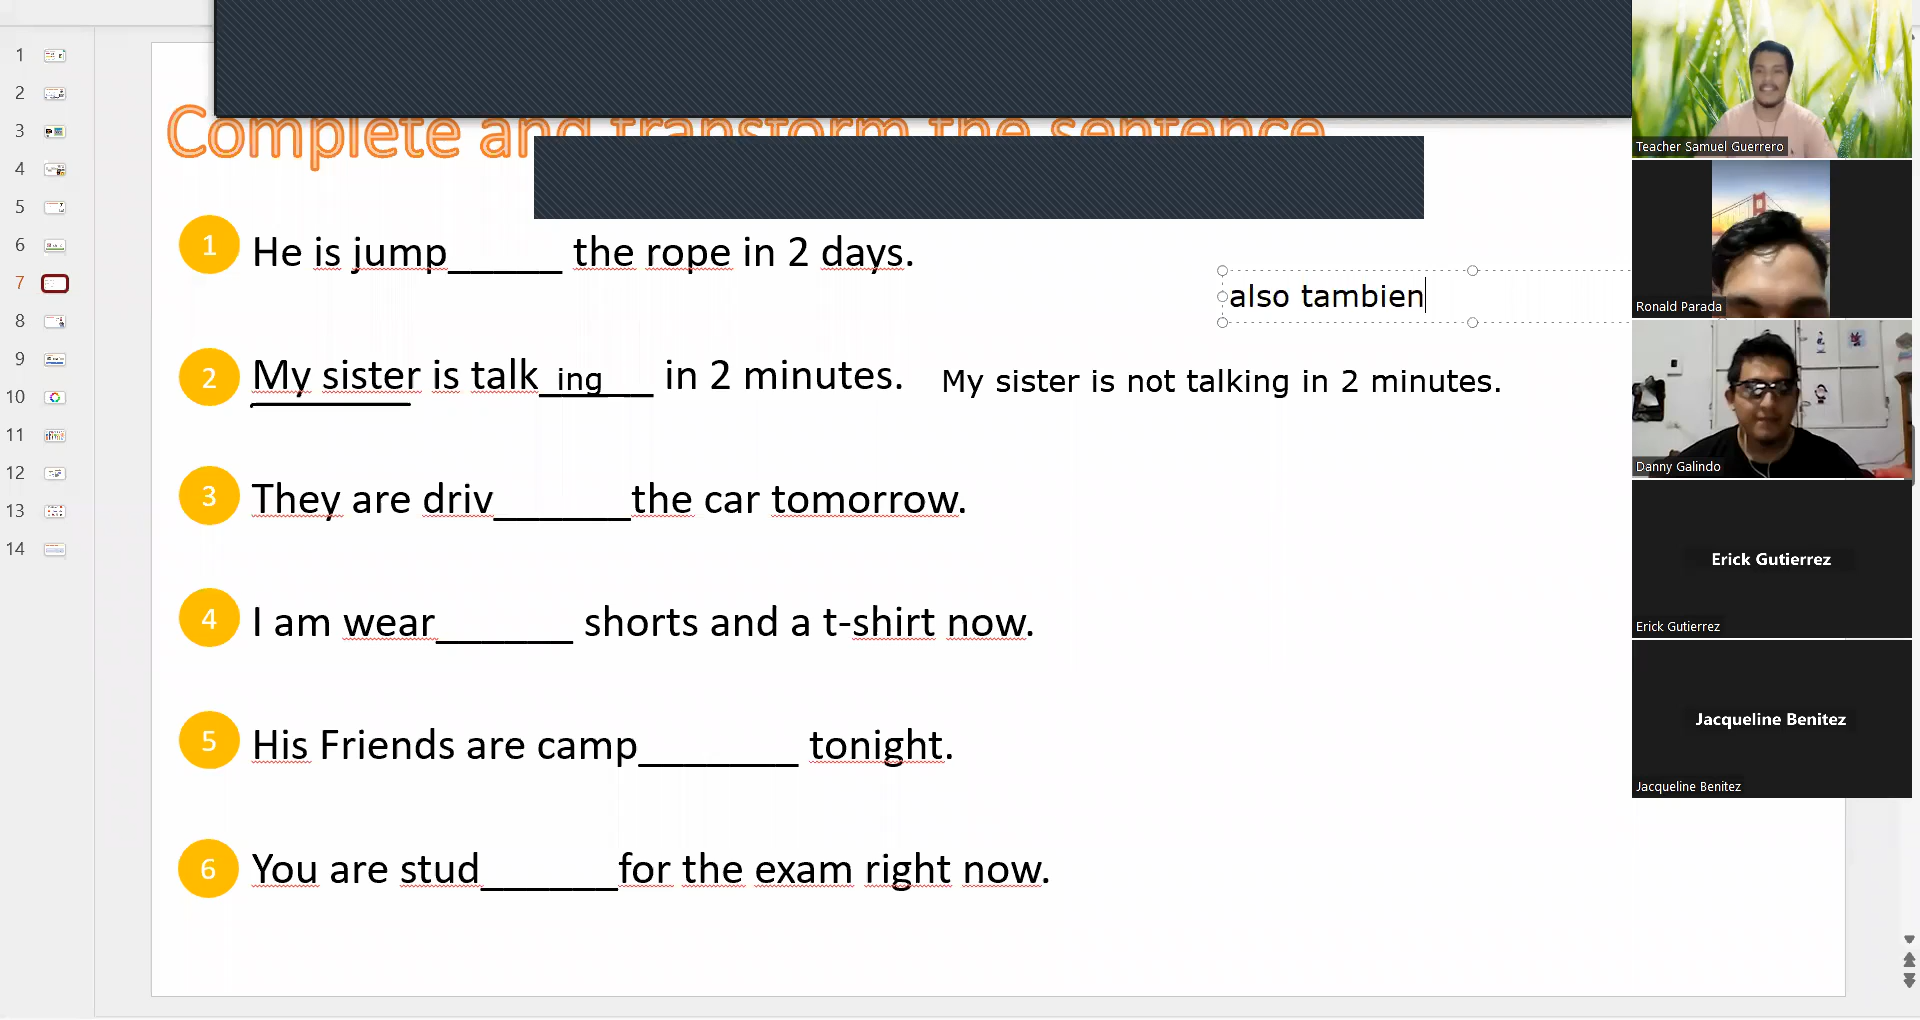 1
2
3
4
5
6
7
8
9
10
11
12
13
14
Complete and transform the sentence
1 He is jump_____ the rope in 2 days.
also tambien
2 My sister is talk_ing__ in 2 minutes. My sister is not talking in 2 minutes.
3 They are driv______the car tomorrow.
4 I am wear______ shorts and a t-shirt now.
5 His Friends are camp_______ tonight.
6 You are stud______for the exam right now.
Teacher Samuel Guerrero
Ronald Parada
Danny Galindo
Erick Gutierrez
Erick Gutierrez
Jacqueline Benitez
Jacqueline Benitez